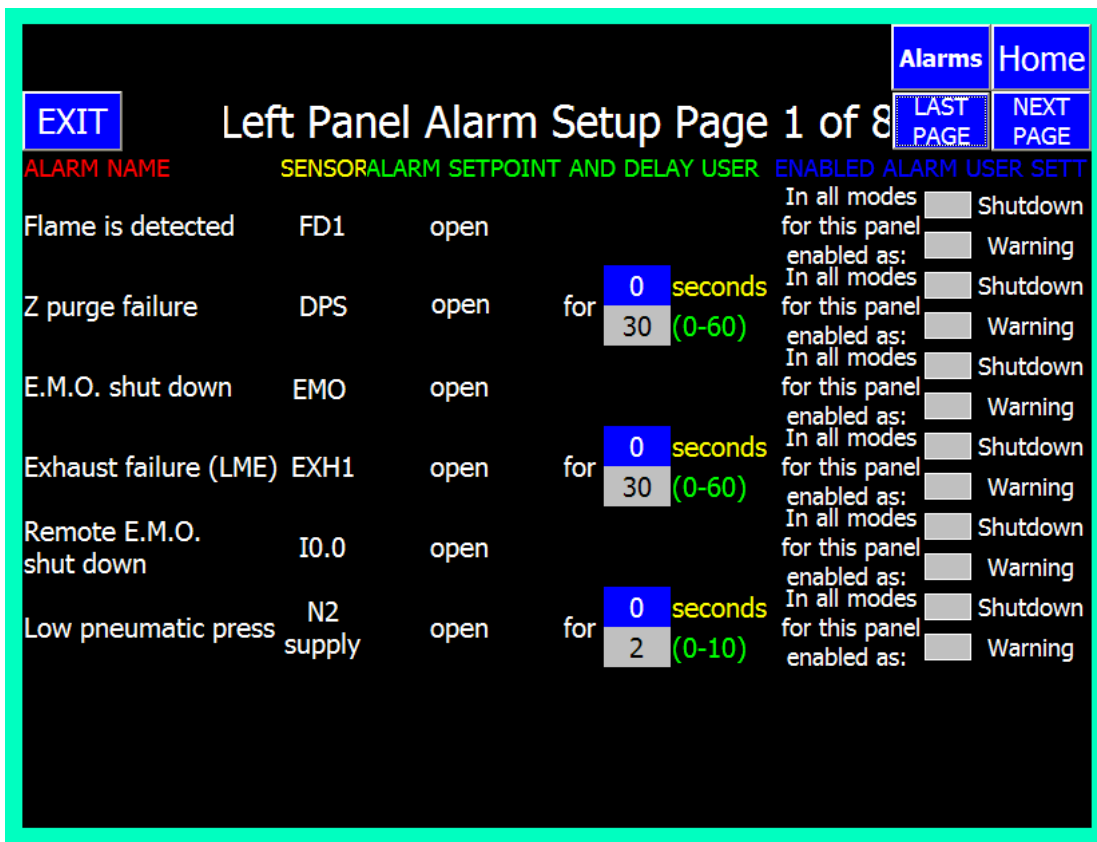 Alarms Home
EXIT Left Panel Alarm Setup Page 1 of 8 LAST PAGE NEXT PAGE
ALARM NAME SENSOR ALARM SETPOINT AND DELAY USER ENABLED ALARM USER SETT
Flame is detected FD1 open
In all modes
for this panel
enabled as:
Shutdown
Warning
Z purge failure DPS open for 0 seconds
30 (0-60)
In all modes
for this panel
enabled as:
Shutdown
Warning
E.M.O. shut down EMO open
In all modes
for this panel
enabled as:
Shutdown
Warning
Exhaust failure (LME) EXH1 open for 0 seconds
30 (0-60)
In all modes
for this panel
enabled as:
Shutdown
Warning
Remote E.M.O.
shut down
I0.0 open
In all modes
for this panel
enabled as:
Shutdown
Warning
Low pneumatic press
N2
supply
open for 0 seconds
2 (0-10)
In all modes
for this panel
enabled as:
Shutdown
Warning